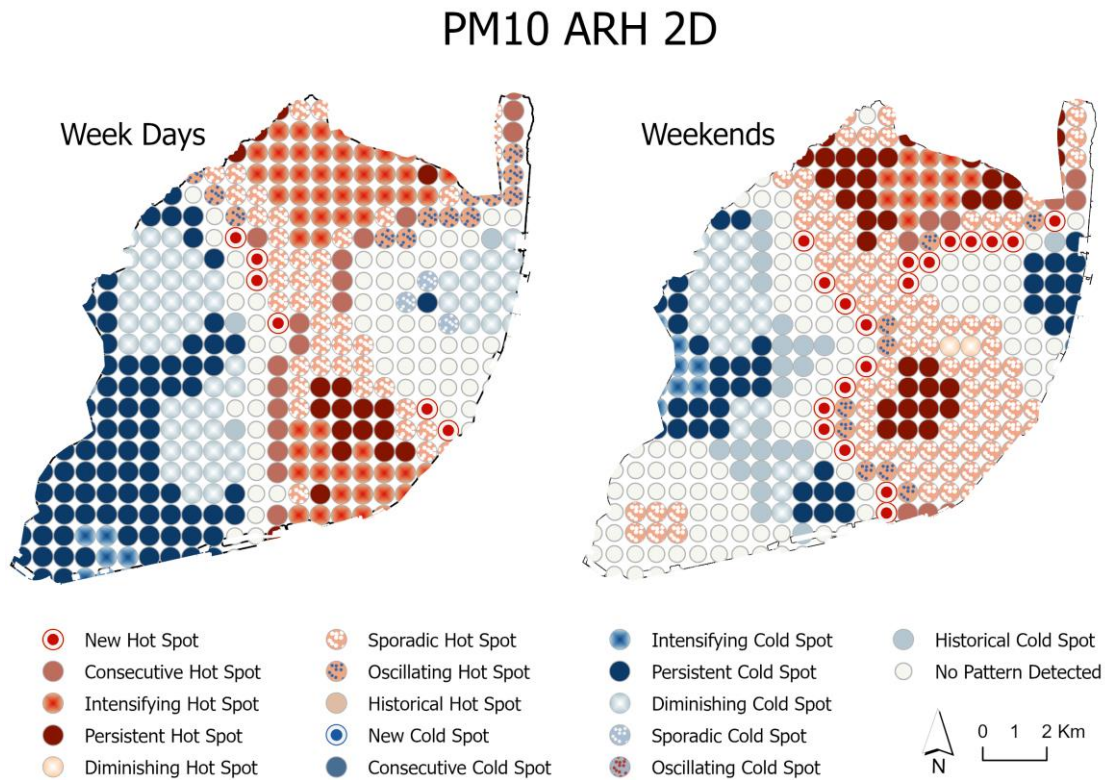 PM10 ARH 2D
Week Days
Weekends
New Hot Spot
Consecutive Hot Spot
Intensifying Hot Spot
Persistent Hot Spot
Diminishing Hot Spot
Sporadic Hot Spot
Oscillating Hot Spot
Historical Hot Spot
New Cold Spot
Consecutive Cold Spot
Intensifying Cold Spot
Persistent Cold Spot
Diminishing Cold Spot
Sporadic Cold Spot
Oscillating Cold Spot
Historical Cold Spot
No Pattern Detected
0 1 2 Km
N